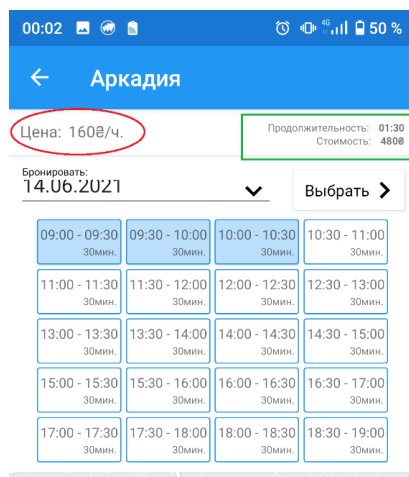 00:02 4G 50 %
Аркадия
Цена: 160₴/ч.
Продолжительность: 01:30
Стоимость: 480₴
Бронировать:
14.06.2021
Выбрать
09:00 - 09:30 09:30 - 10:00 10:00 - 10:30 10:30 - 11:00
30мин. 30мин. 30мин. 30мин.
11:00 - 11:30 11:30 - 12:00 12:00 - 12:30 12:30 - 13:00
30мин. 30мин. 30мин. 30мин.
13:00 - 13:30 13:30 - 14:00 14:00 - 14:30 14:30 - 15:00
30мин. 30мин. 30мин. 30мин.
15:00 - 15:30 15:30 - 16:00 16:00 - 16:30 16:30 - 17:00
30мин. 30мин. 30мин. 30мин.
17:00 - 17:30 17:30 - 18:00 18:00 - 18:30 18:30 - 19:00
30мин. 30мин. 30мин. 30мин.